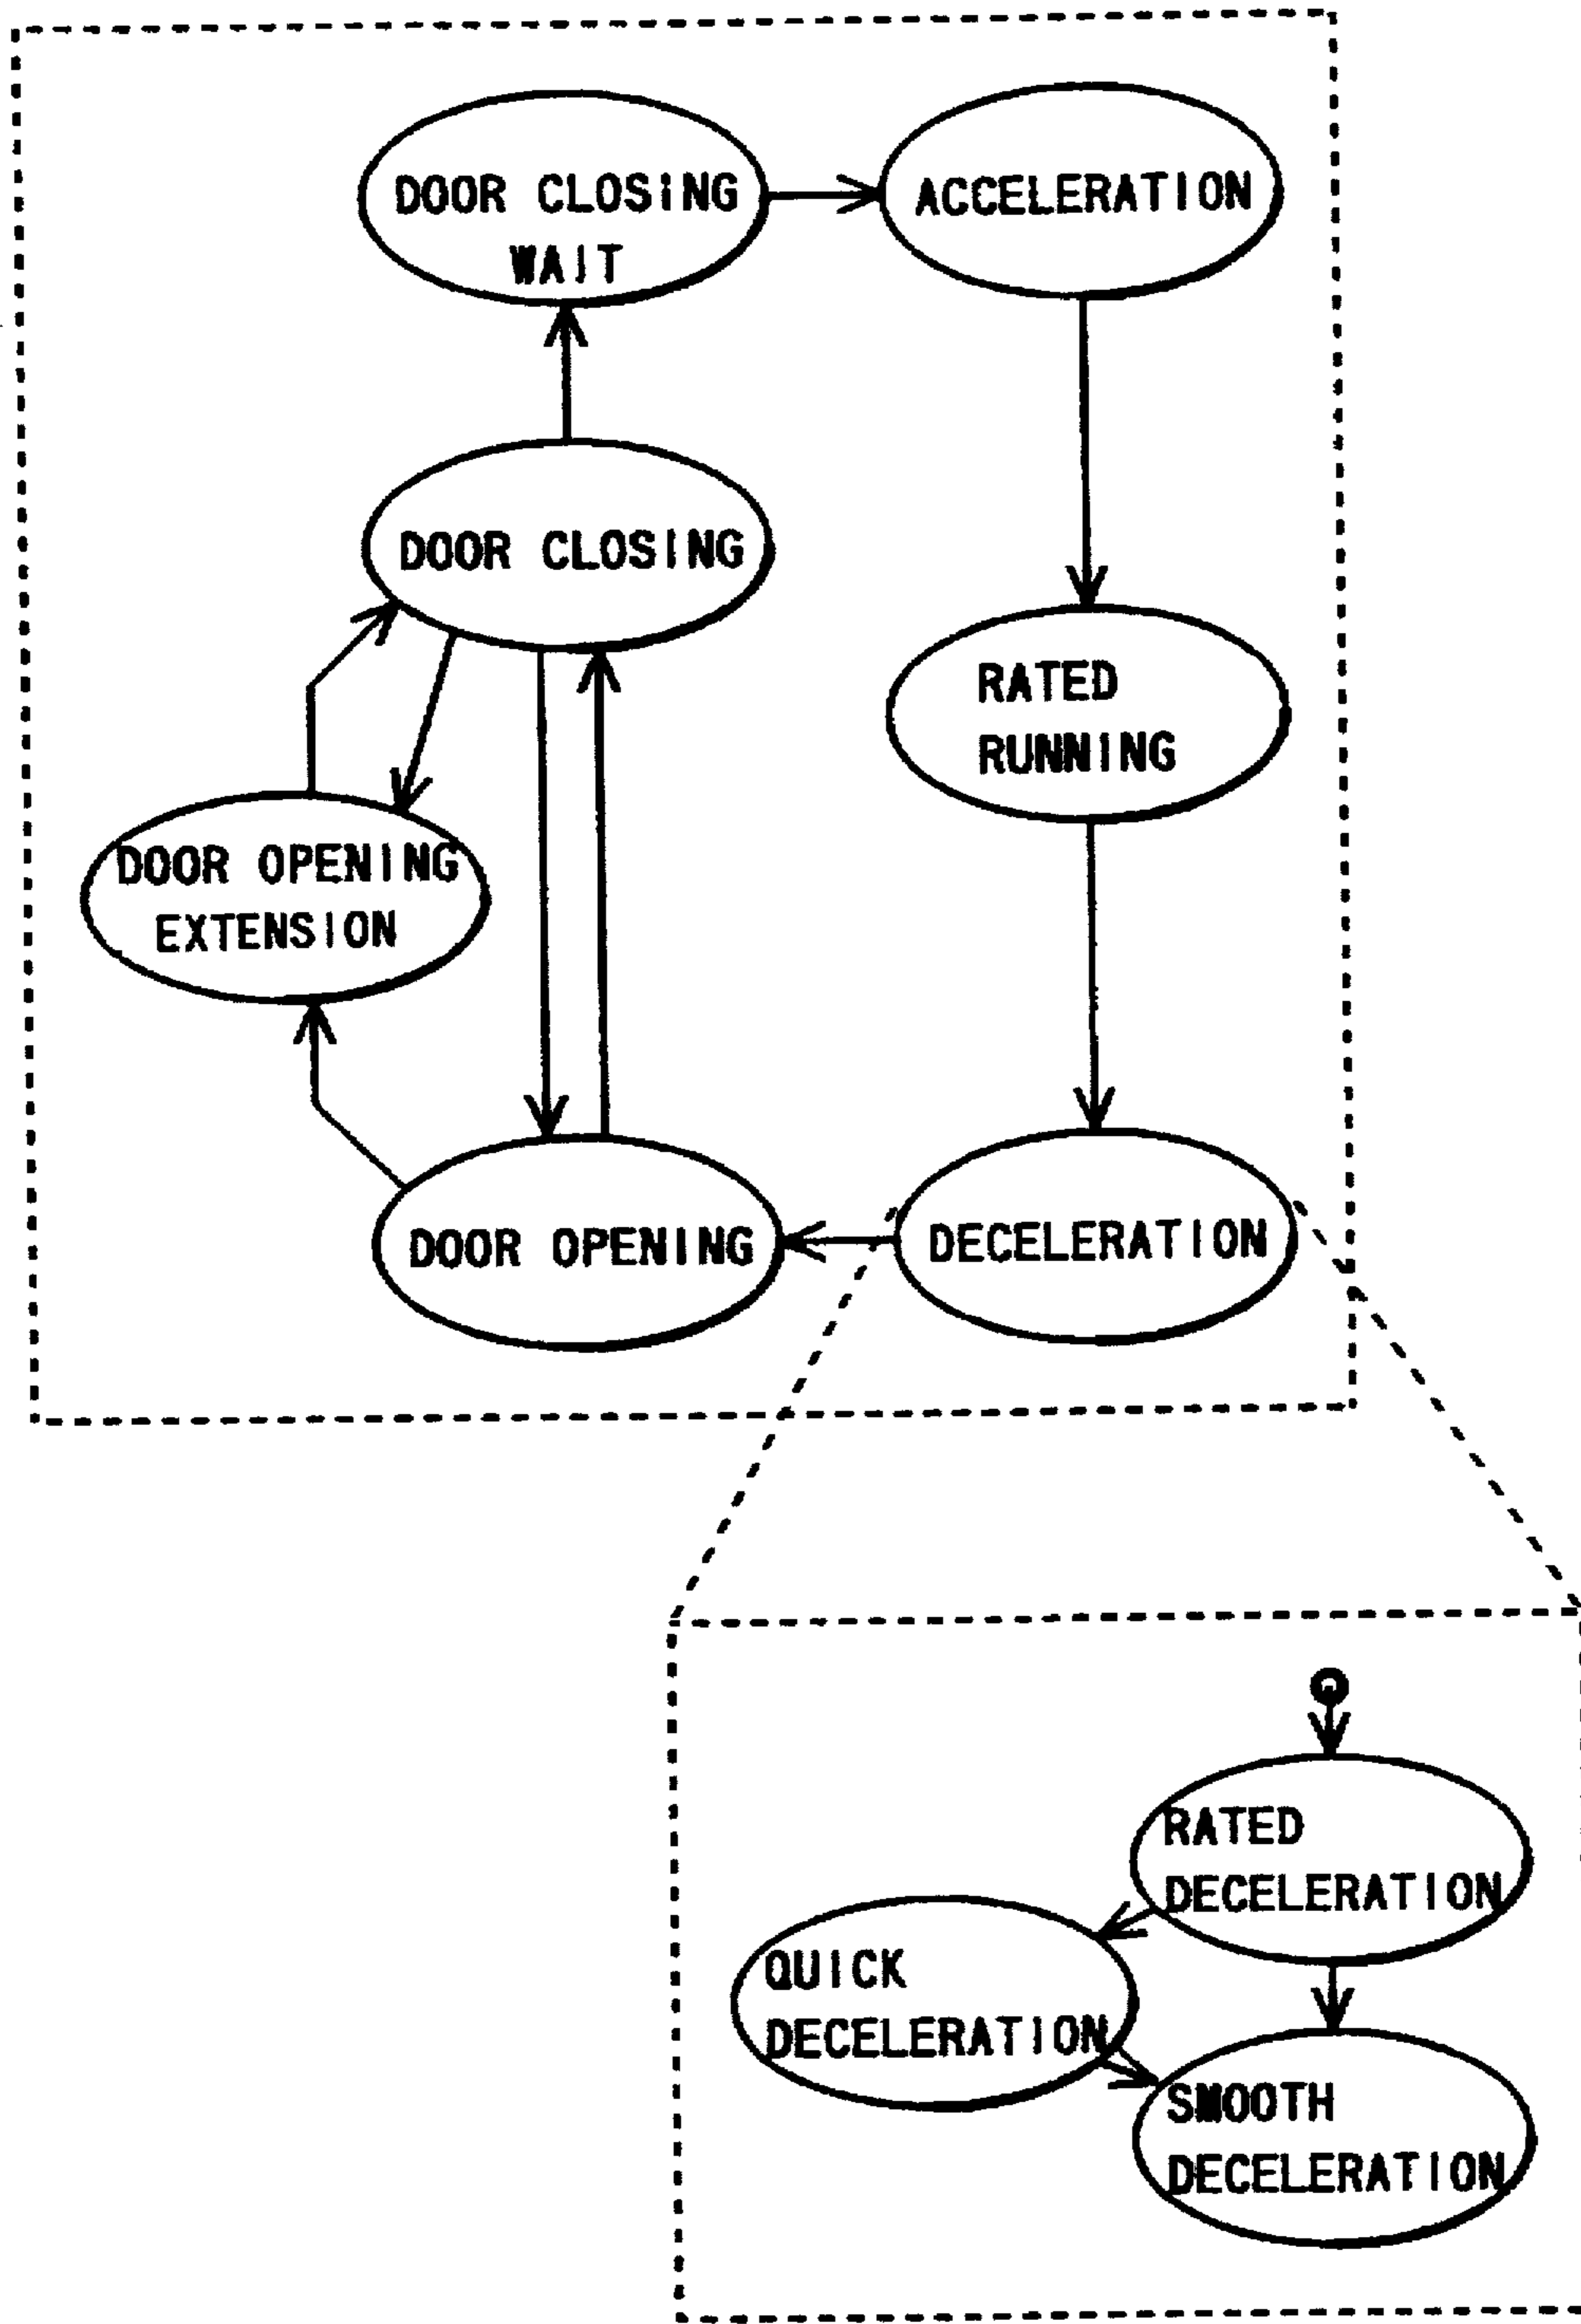 DOOR CLOSING
WAIT
ACCELERATION
DOOR CLOSING
RATED
RUNNING
DOOR OPENING
EXTENSION
DOOR OPENING
DECELERATION
RATED
DECELERATION
QUICK
DECELERATION
SMOOTH
DECELERATION